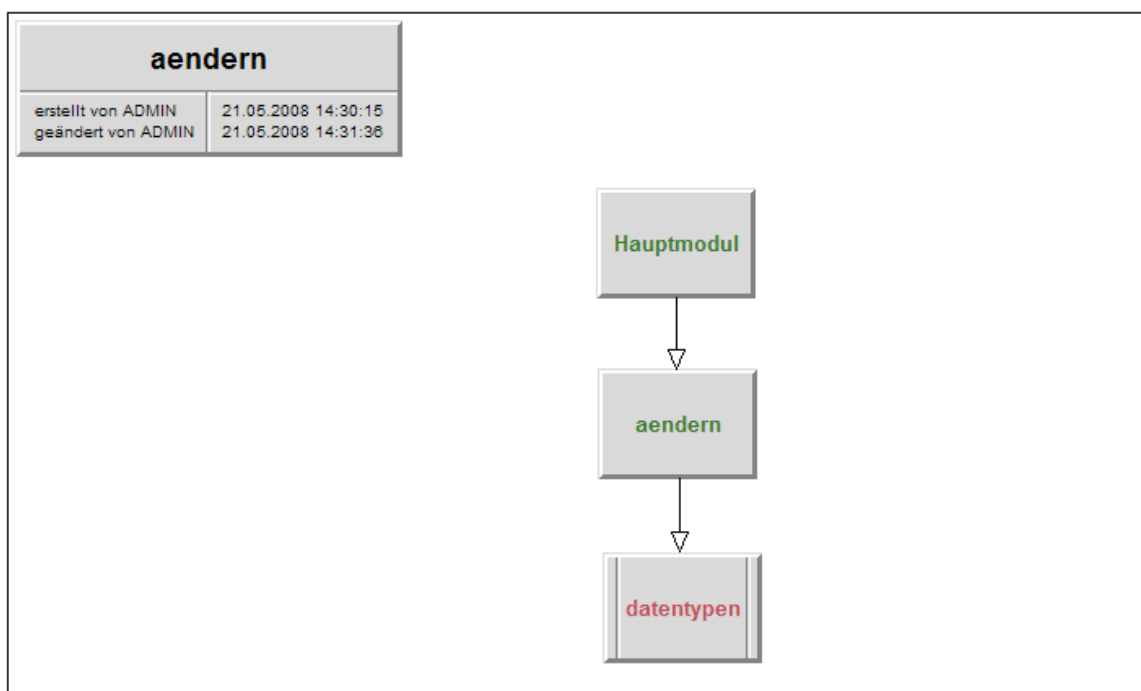 aendern
erstellt von ADMIN 21.05.2008 14:30:15
geändert von ADMIN 21.05.2008 14:31:36
Hauptmodul
aendern
datentypen